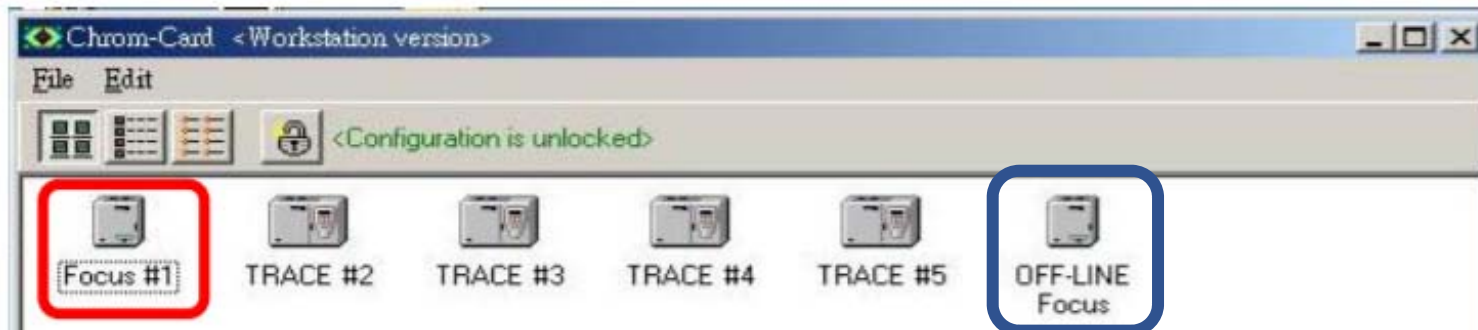 Chrom-Card <Workstation version>
File Edit
<Configuration is unlocked>
Focus #1 TRACE #2 TRACE #3 TRACE #4 TRACE #5 OFF-LINE
Focus